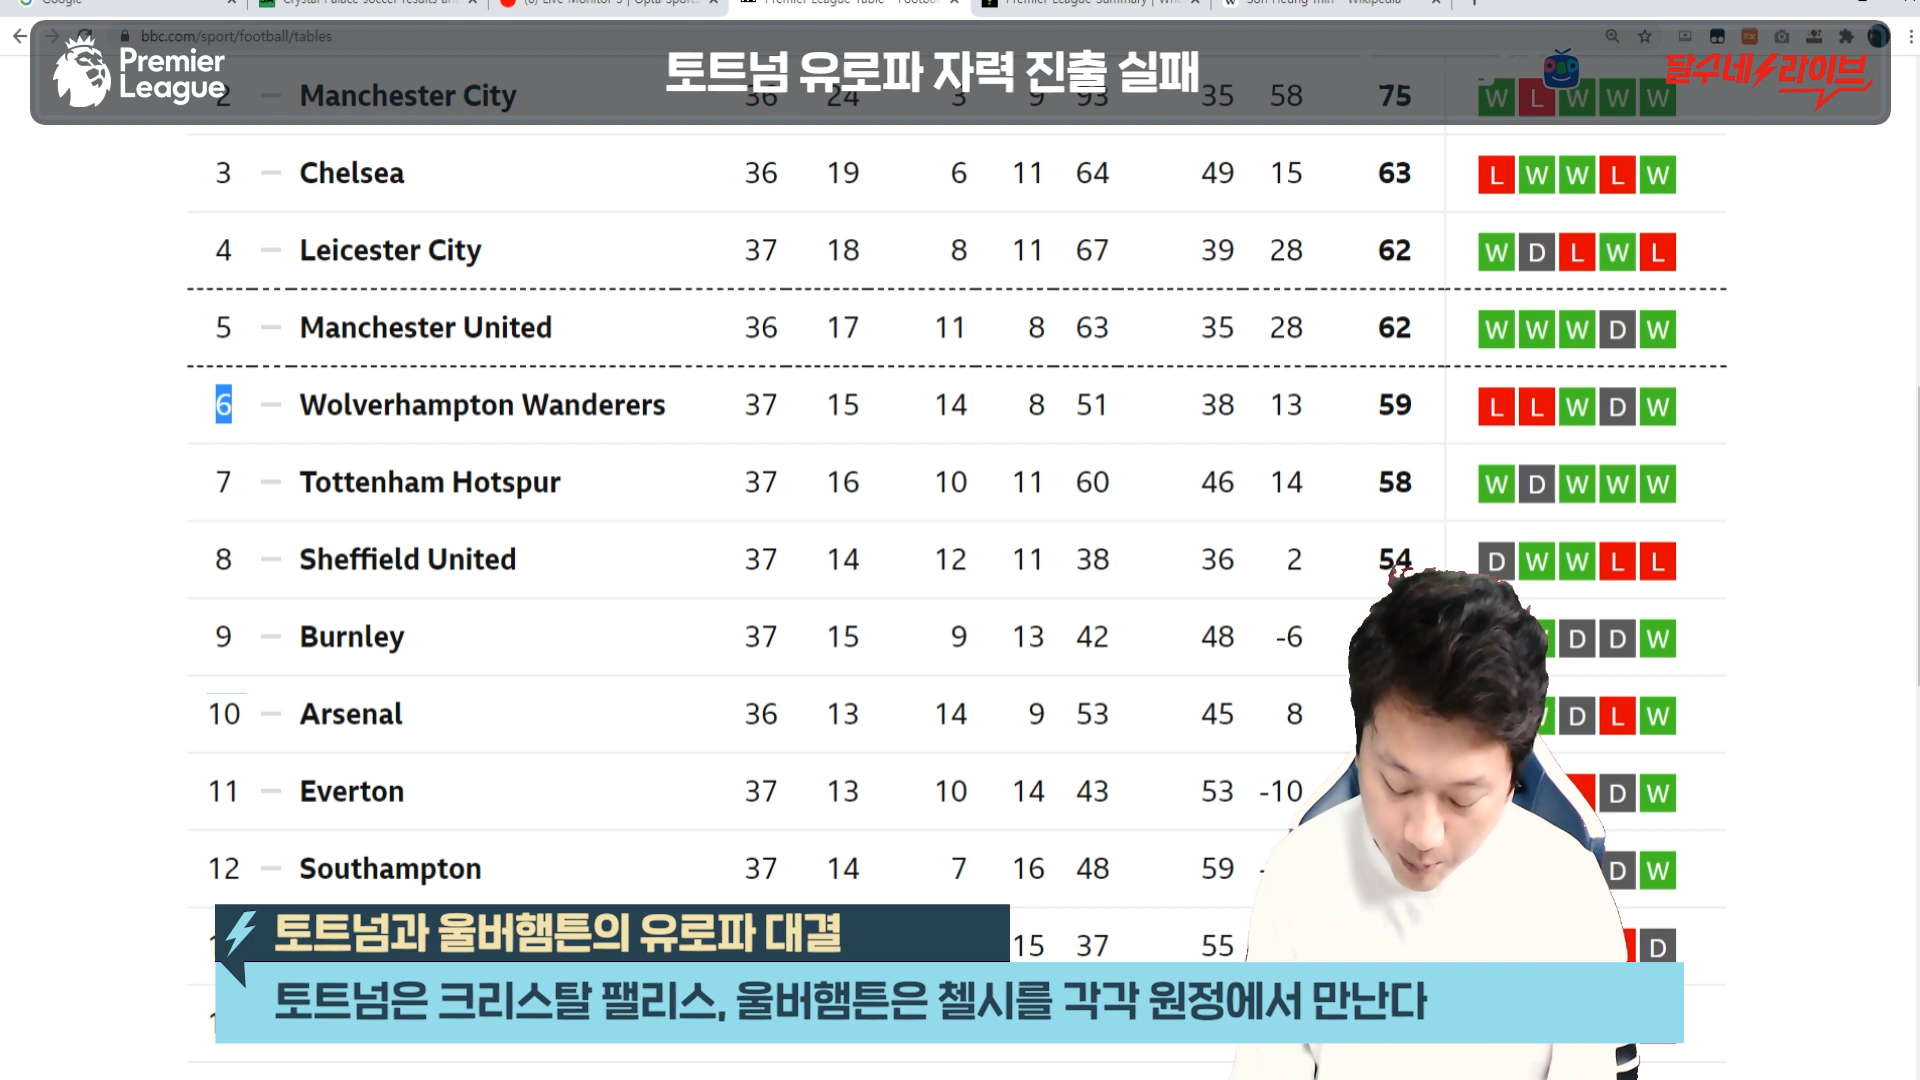 bbc.com/sport/football/tables
Premier League
토트넘 유로파 자력 진출 실패
달수네라이브
2 Manchester City 36 24 3 9 93 35 58 75 W L W W W
3 Chelsea 36 19 6 11 64 49 15 63 L W W L W
4 Leicester City 37 18 8 11 67 39 28 62 W D L W L
5 Manchester United 36 17 11 8 63 35 28 62 W W W D W
6 Wolverhampton Wanderers 37 15 14 8 51 38 13 59 L L W D W
7 Tottenham Hotspur 37 16 10 11 60 46 14 58 W D W W W
8 Sheffield United 37 14 12 11 38 36 2 54 D W W L L
9 Burnley 37 15 9 13 42 48 -6 D D W
10 Arsenal 36 13 14 9 53 45 8 D L W
11 Everton 37 13 10 14 43 53 -10 D W
12 Southampton 37 14 7 16 48 59 D W
15 37 55 D
토트넘과 울버햄튼의 유로파 대결
토트넘은 크리스탈 팰리스, 울버햄튼은 첼시를 각각 원정에서 만난다